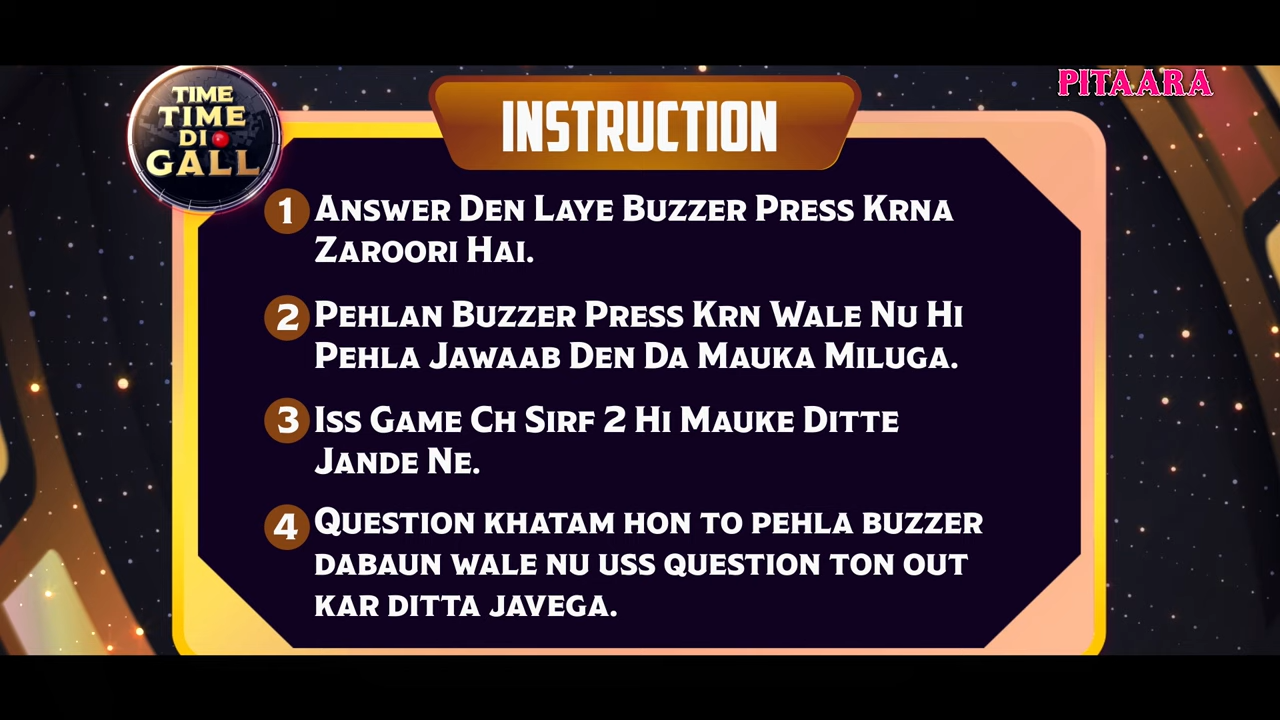 TIME
TIME
DI
GALL
PITAARA
INSTRUCTION
1 Answer Den Laye Buzzer Press Krna
Zaroori Hai.
2 Pehlan Buzzer Press Krn Wale Nu Hi
Pehla Jawaab Den Da Mauka Miluga.
3 Iss Game Ch Sirf 2 Hi Mauke Ditte
Jande Ne.
4 Question khatam hon to pehla buzzer
dabaun wale nu uss question ton out
kar ditta javega.